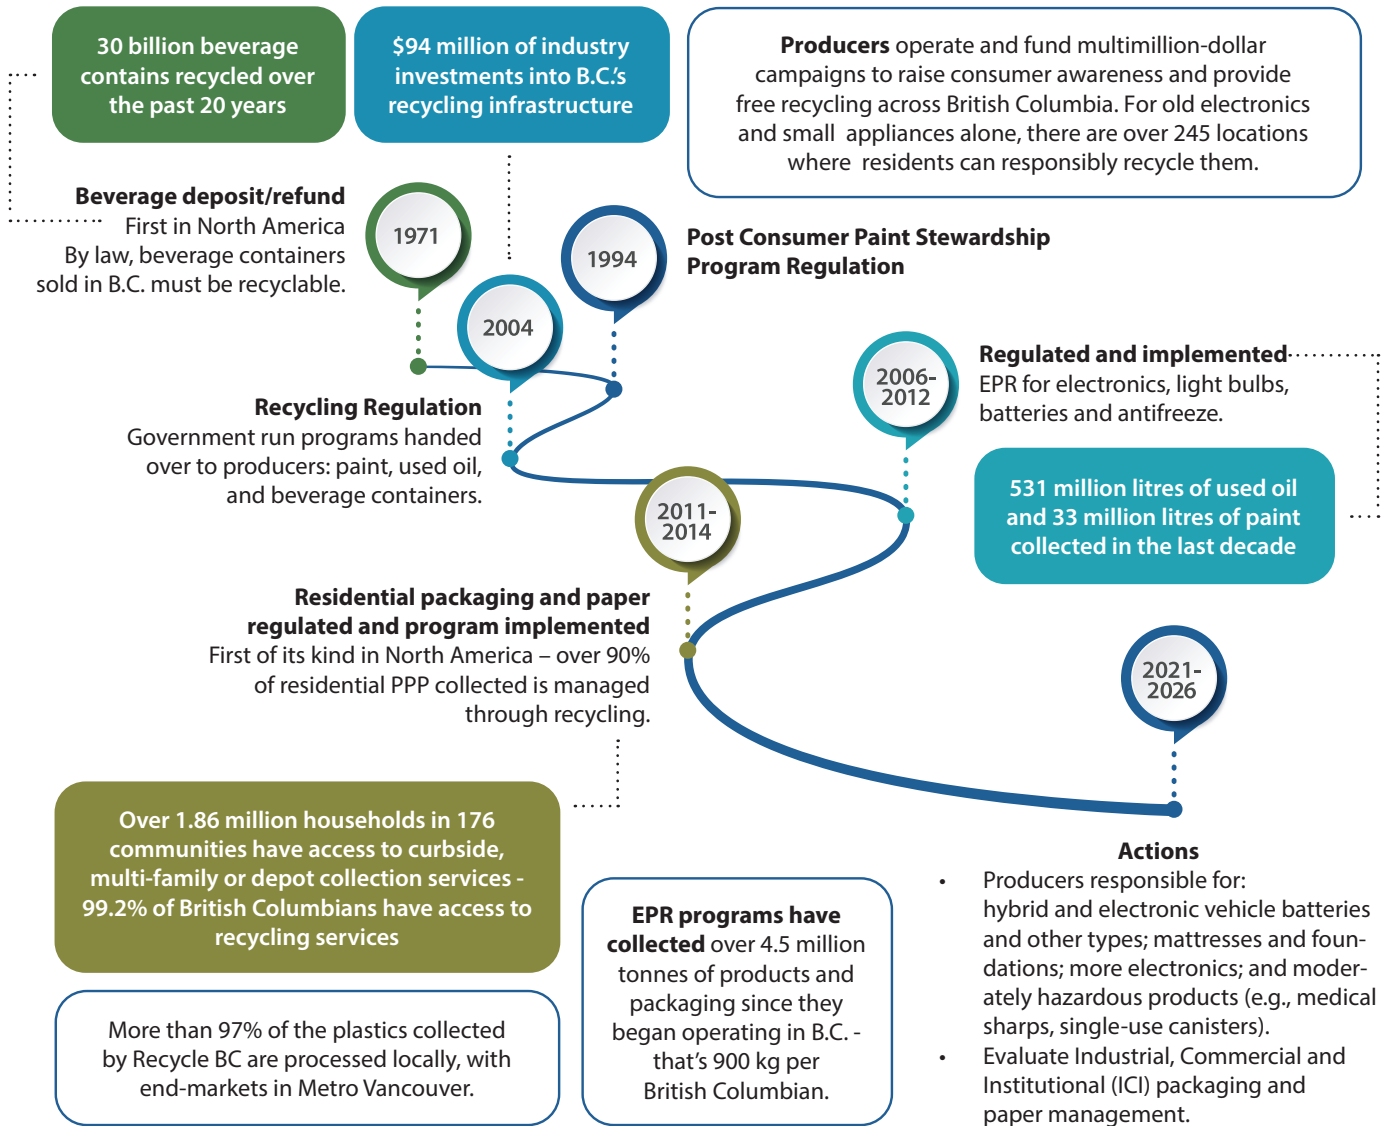 30 billion beverage
contains recycled over
the past 20 years
$94 million of industry
investments into B.C.'s
recycling infrastructure
Producers operate and fund multimillion-dollar
campaigns to raise consumer awareness and provide
free recycling across British Columbia. For old electronics
and small appliances alone, there are over 245 locations
where residents can responsibly recycle them.
Beverage deposit/refund
First in North America
By law, beverage containers
sold in B.C. must be recyclable.
1971
1994
Post Consumer Paint Stewardship
Program Regulation
2004
Recycling Regulation
Government run programs handed
over to producers: paint, used oil,
and beverage containers.
2006-
2012
Regulated and implemented
EPR for electronics, light bulbs,
batteries and antifreeze.
531 million litres of used oil
and 33 million litres of paint
collected in the last decade
2011-
2014
Residential packaging and paper
regulated and program implemented
First of its kind in North America – over 90%
of residential PPP collected is managed
through recycling.
2021-
2026
Over 1.86 million households in 176
communities have access to curbside,
multi-family or depot collection services -
99.2% of British Columbians have access to
recycling services
More than 97% of the plastics collected
by Recycle BC are processed locally, with
end-markets in Metro Vancouver.
EPR programs have
collected over 4.5 million
tonnes of products and
packaging since they
began operating in B.C. -
that's 900 kg per
British Columbian.
Actions
• Producers responsible for:
hybrid and electronic vehicle batteries
and other types; mattresses and foun-
dations; more electronics; and moder-
ately hazardous products (e.g., medical
sharps, single-use canisters).
• Evaluate Industrial, Commercial and
Institutional (ICI) packaging and
paper management.